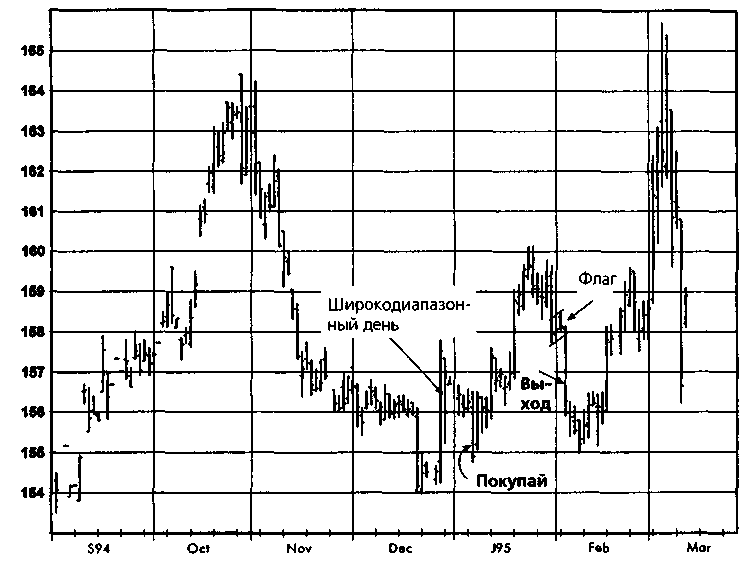 165
164
163
162
161
160
159
158
157
156
155
154
Широкодиапазон-
ный день
Флаг
Вы-
ход
Покупай
S94 Oct Nov Dec J95 Feb Mar